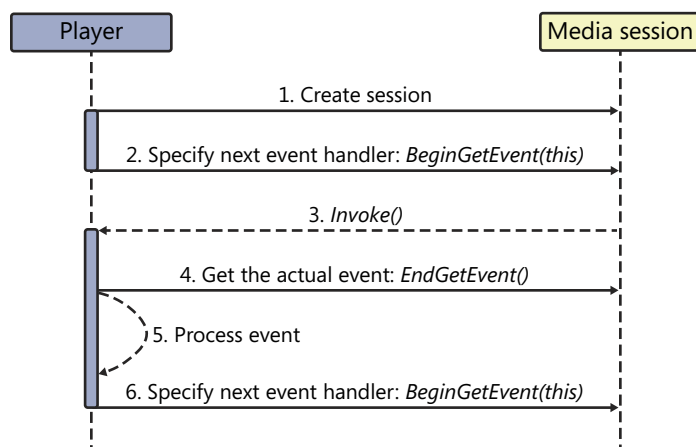 Player
Media session
1. Create session
2. Specify next event handler: BeginGetEvent(this)
3. Invoke()
4. Get the actual event: EndGetEvent()
5. Process event
6. Specify next event handler: BeginGetEvent(this)